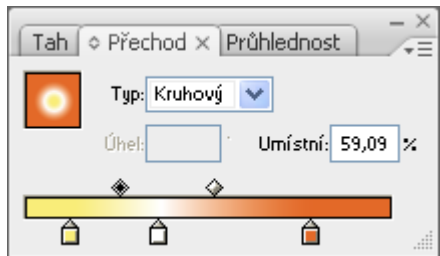 Tah Přechod Průhlednost
Typ: Kruhový
Úhel: ° Umístní: 59,09 %